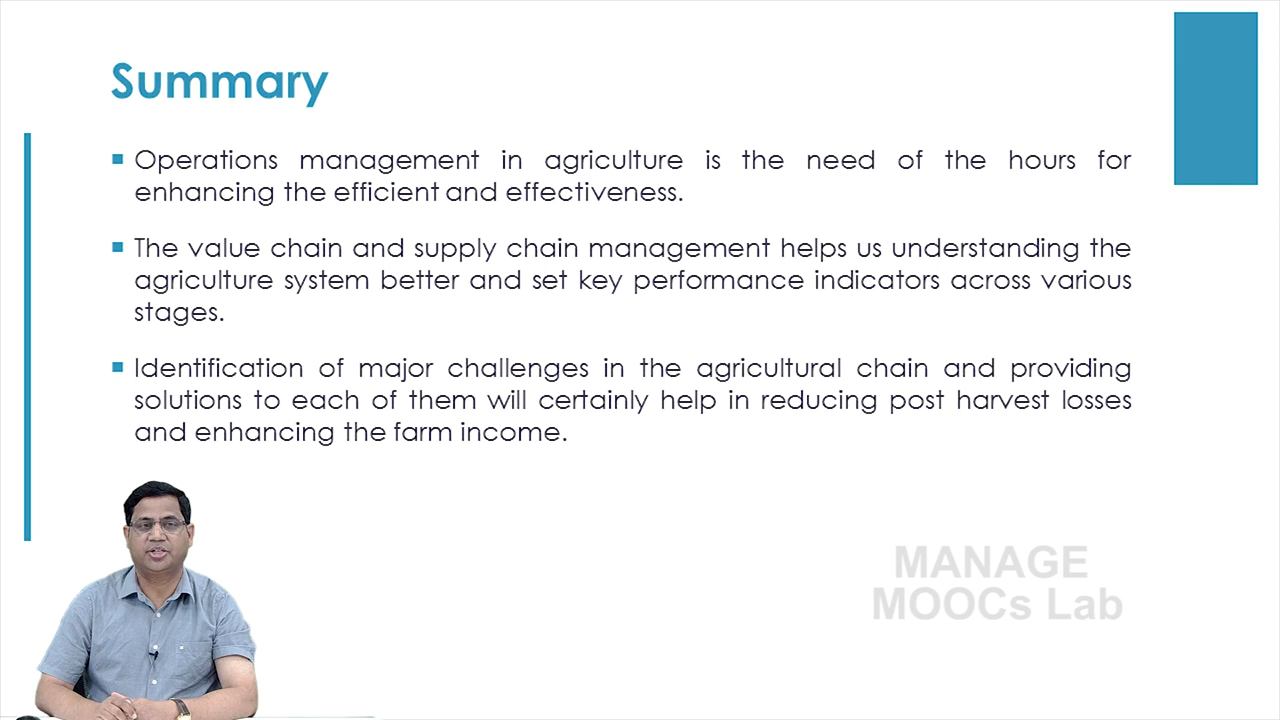 Summary
Operations management in agriculture is the need of the hours for
enhancing the efficient and effectiveness.
The value chain and supply chain management helps us understanding the
agriculture system better and set key performance indicators across various
stages.
Identification of major challenges in the agricultural chain and providing
solutions to each of them will certainly help in reducing post harvest losses
and enhancing the farm income.
MANAGE
MOOCs Lab